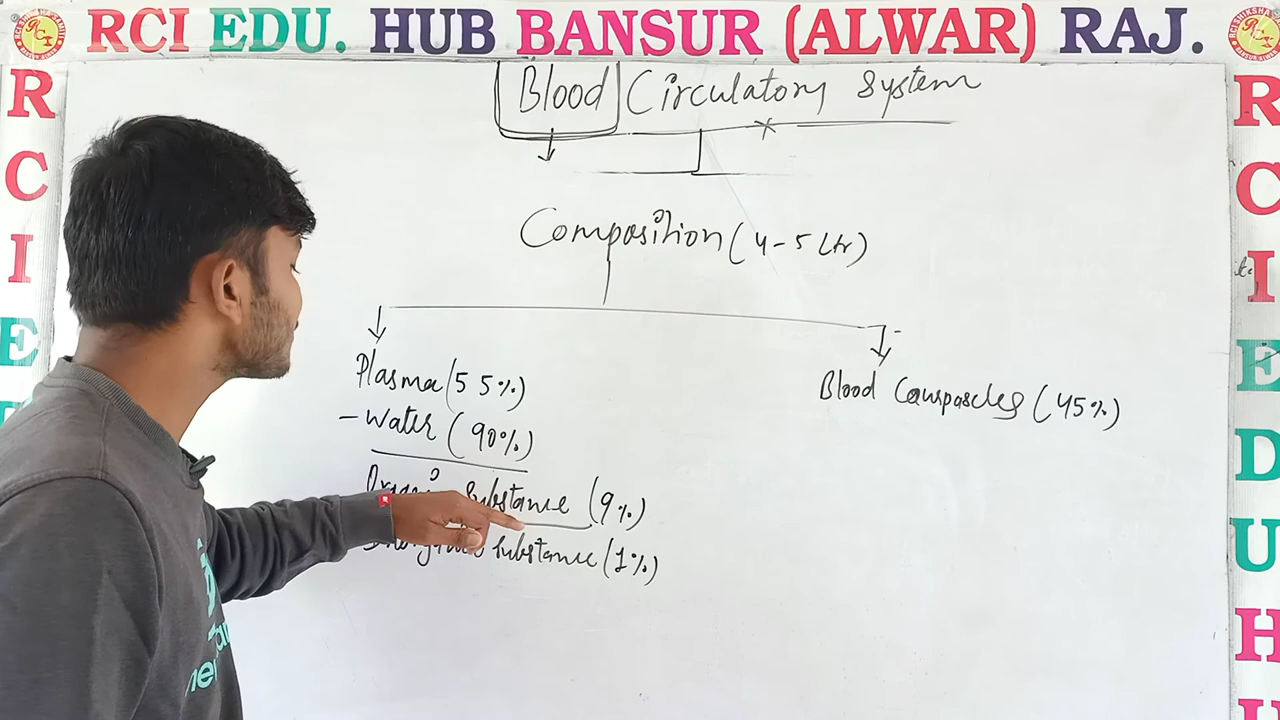 RCI EDU. HUB BANSUR (ALWAR) RAJ.
R
C
I
E
R
C
I
E
D
U
H
U
Blood Circulatory System
Composition (4-5 Ltr)
Plasma (55%)
- Water (90%)
Substance (9%)
Substance (1%)
Blood Courpascles (45%)